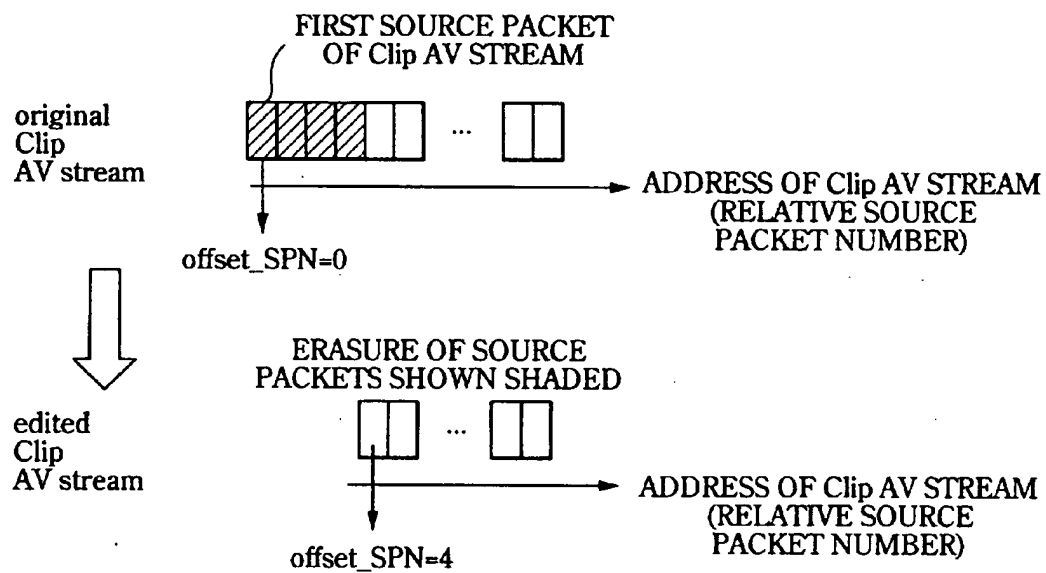 FIRST SOURCE PACKET
OF Clip AV STREAM
original
Clip
AV stream
...
ADDRESS OF Clip AV STREAM
(RELATIVE SOURCE
PACKET NUMBER)
offset_SPN=0
ERASURE OF SOURCE
PACKETS SHOWN SHADED
edited
Clip
AV stream
...
ADDRESS OF Clip AV STREAM
(RELATIVE SOURCE
PACKET NUMBER)
offset_SPN=4